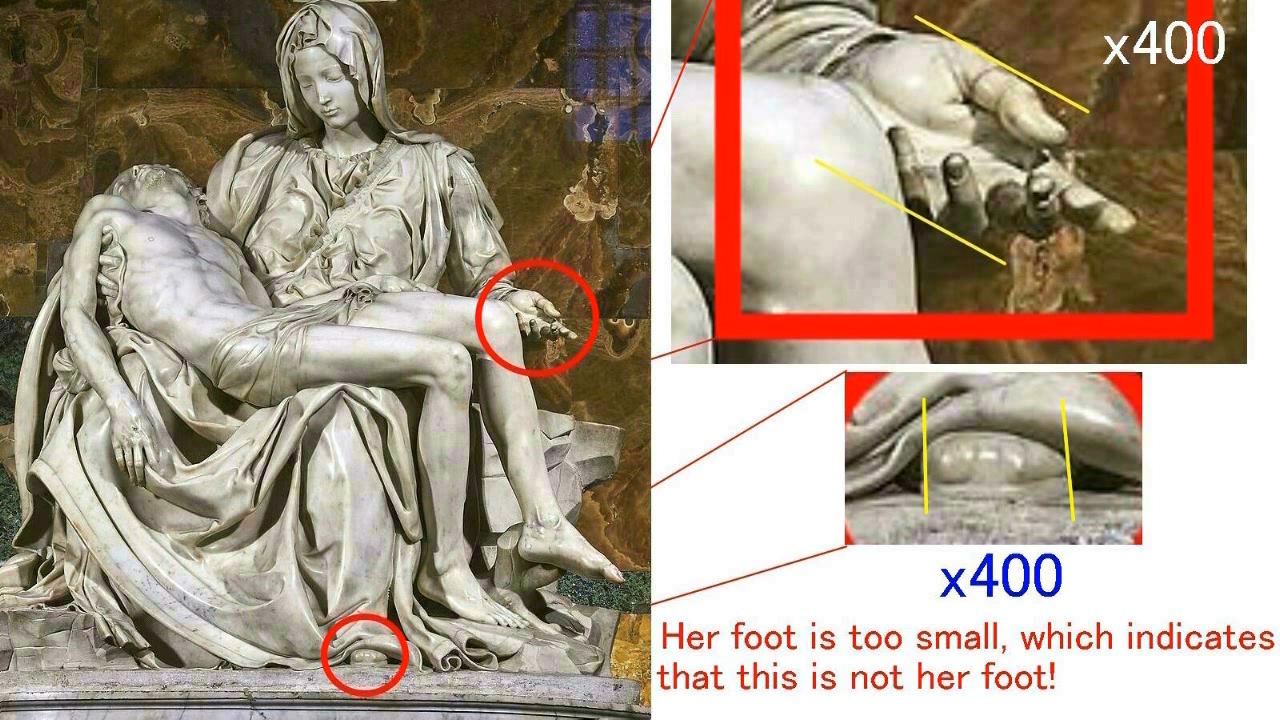 x400
x400
Her foot is too small, which indicates
that this is not her foot!